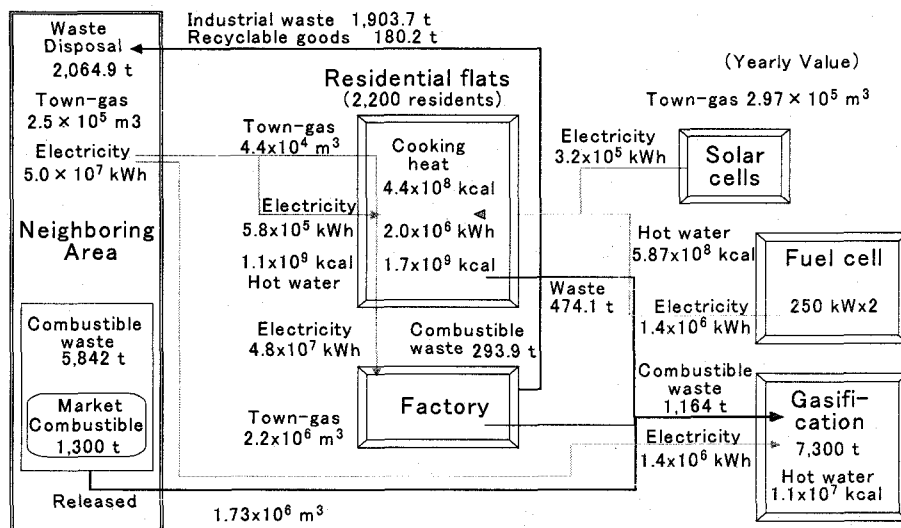 Industrial waste 1,903.7 t
Recyclable goods 180.2 t
Waste
Disposal
2,064.9 t
Town-gas
2.5 × 10⁵ m3
Electricity
5.0 × 10⁷ kWh
Neighboring
Area
Combustible
waste
5,842 t
Market
Combustible
1,300 t
Released
Residential flats
(2,200 residents)
Town-gas
4.4x10⁴ m³
Cooking
heat
4.4x10⁸ kcal
Electricity
5.8x10⁵ kWh
2.0x10⁶ kWh
1.1x10⁹ kcal
Hot water
1.7x10⁹ kcal
Electricity
4.8x10⁷ kWh
Combustible
waste 293.9 t
Factory
Town-gas
2.2x10⁶ m³
1.73x10⁶ m³
(Yearly Value)
Town-gas 2.97 × 10⁵ m³
Electricity
3.2x10⁵ kWh
Solar
cells
Hot water
5.87x10⁸ kcal
Fuel cell
250 kWx2
Waste
474.1 t
Electricity
1.4x10⁶ kWh
Combustible
waste
1,164 t
Electricity
1.4x10⁶ kWh
Gasifi-
cation
7,300 t
Hot water
1.1x10⁷ kcal